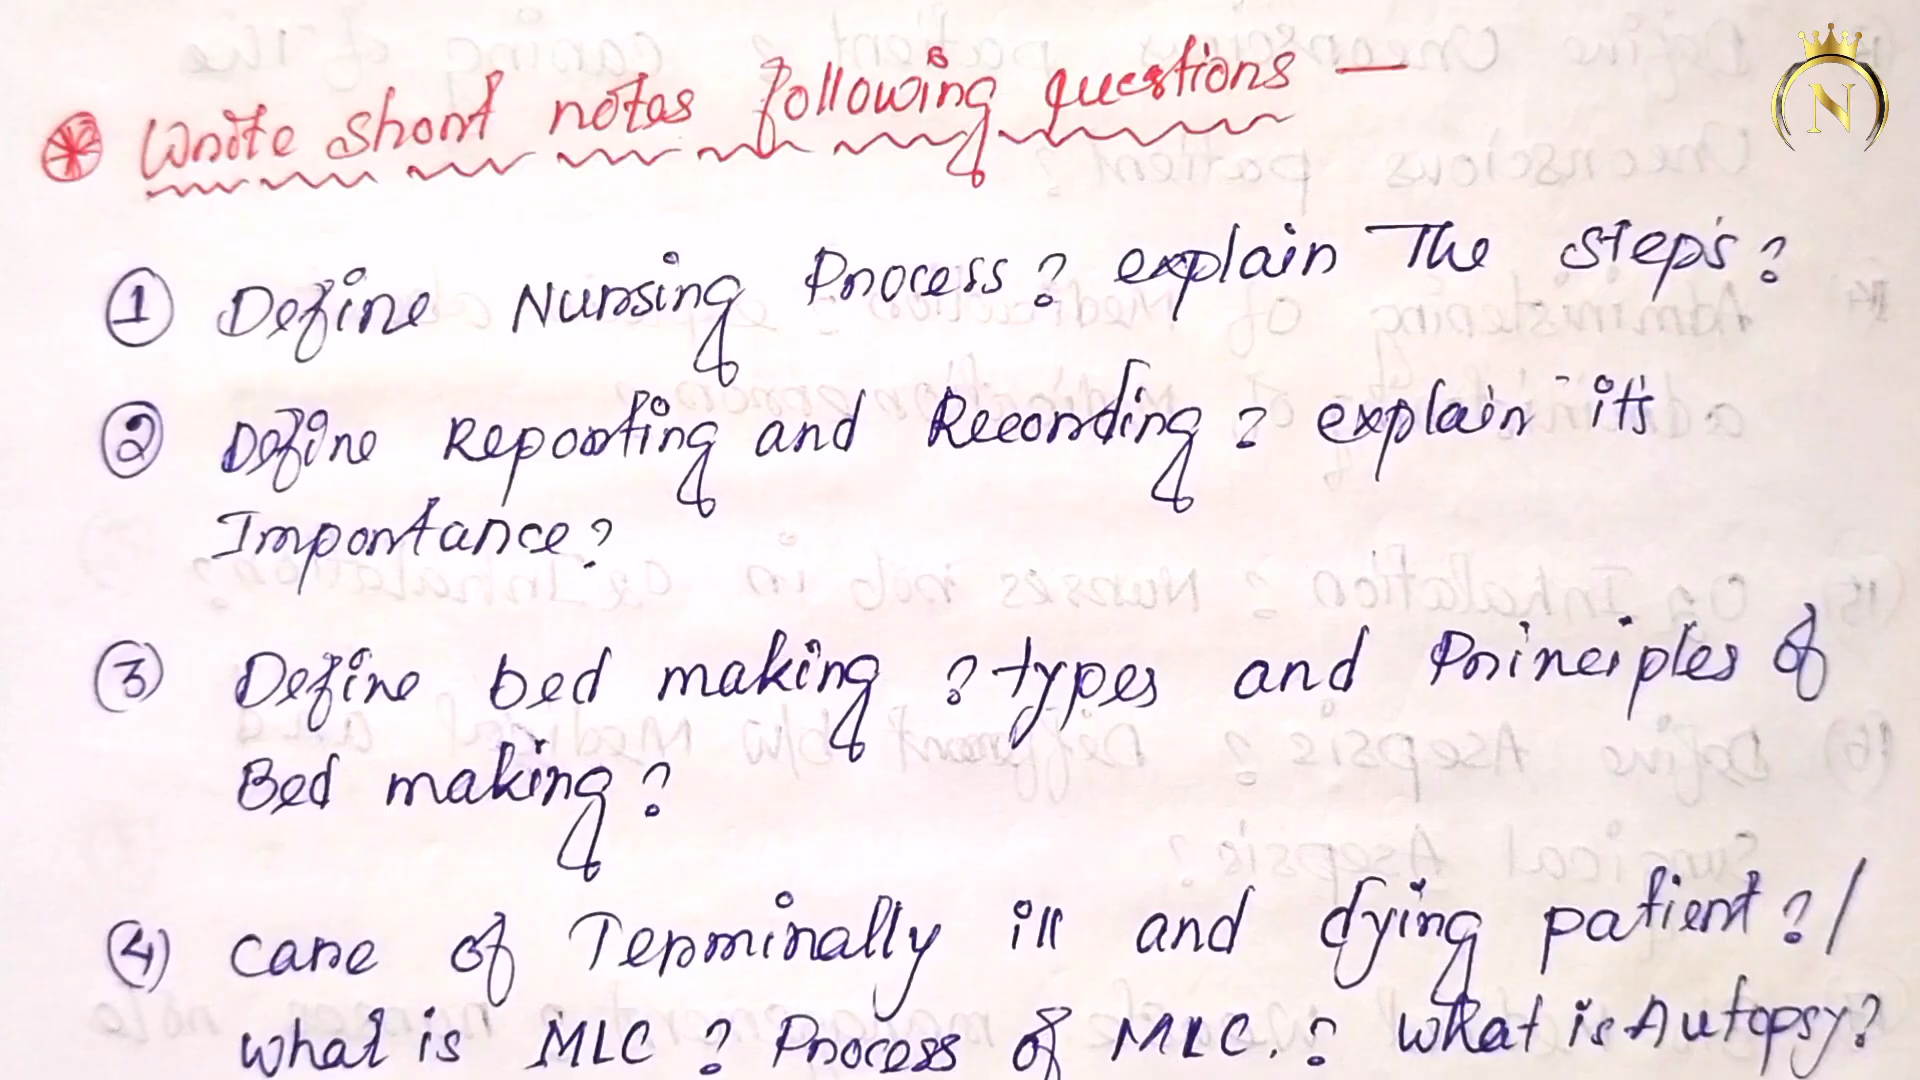 Write short notes following questions —
① Define Nursing Process? explain The steps?
② Define Reporting and Recording? explain it's
Importance?
③ Define bed making? types and Principles of
Bed making?
④ care of Terminally ill and dying patient?/
what is MLC? Process of MLC.? What is Autopsy?
N